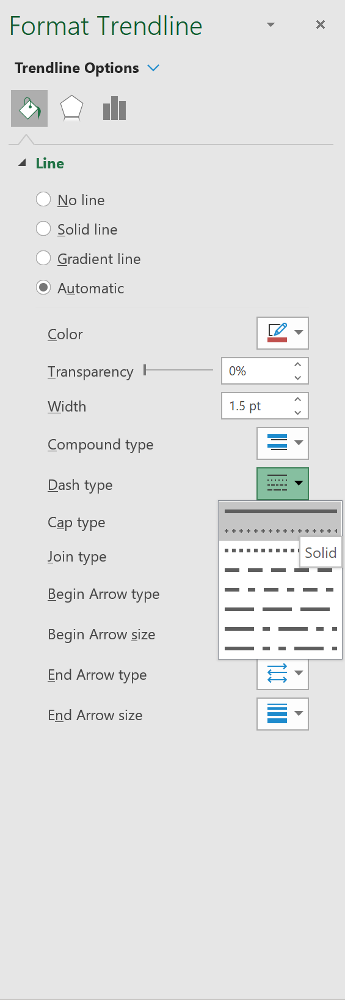 Format Trendline
Trendline Options
Line
No line
Solid line
Gradient line
Automatic
Color
Transparency 0%
Width 1.5 pt
Compound type
Dash type
Cap type
Solid
Join type
Begin Arrow type
Begin Arrow size
End Arrow type
End Arrow size